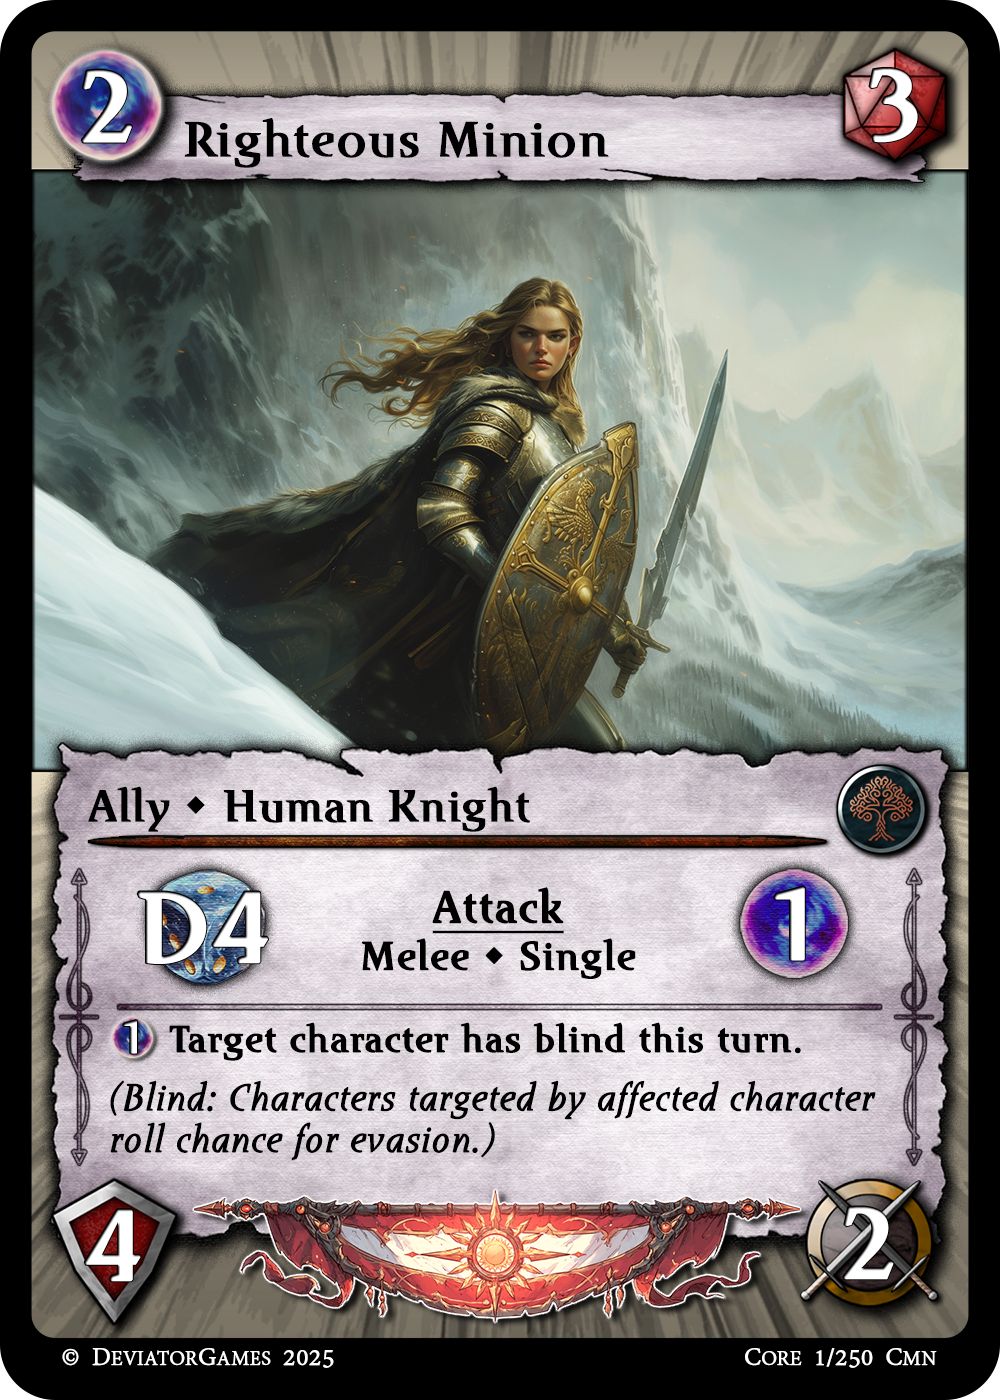 2
3
Righteous Minion
Ally ◆ Human Knight
D4
Attack
1
Melee ◆ Single
1 Target character has blind this turn.
(Blind: Characters targeted by affected character
roll chance for evasion.)
4
2
© DeviatorGames 2025
Core 1/250 Cmn